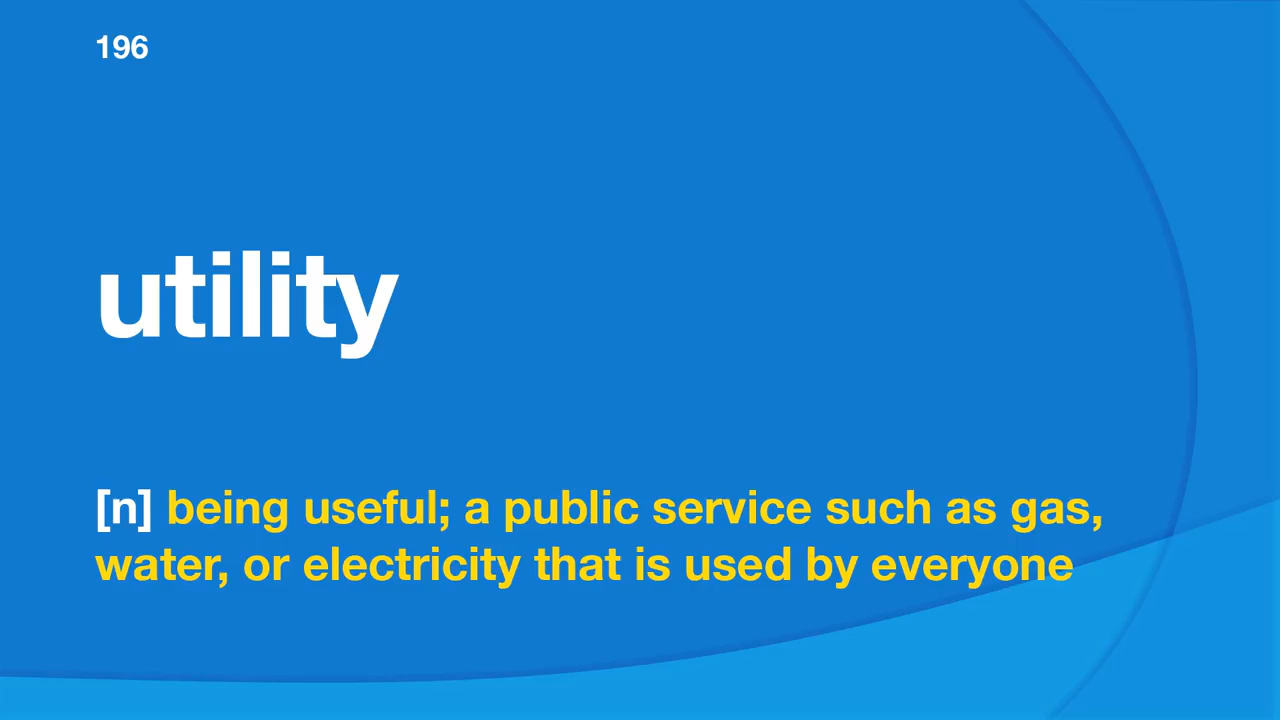 196
utility
[n] being useful; a public service such as gas,
water, or electricity that is used by everyone